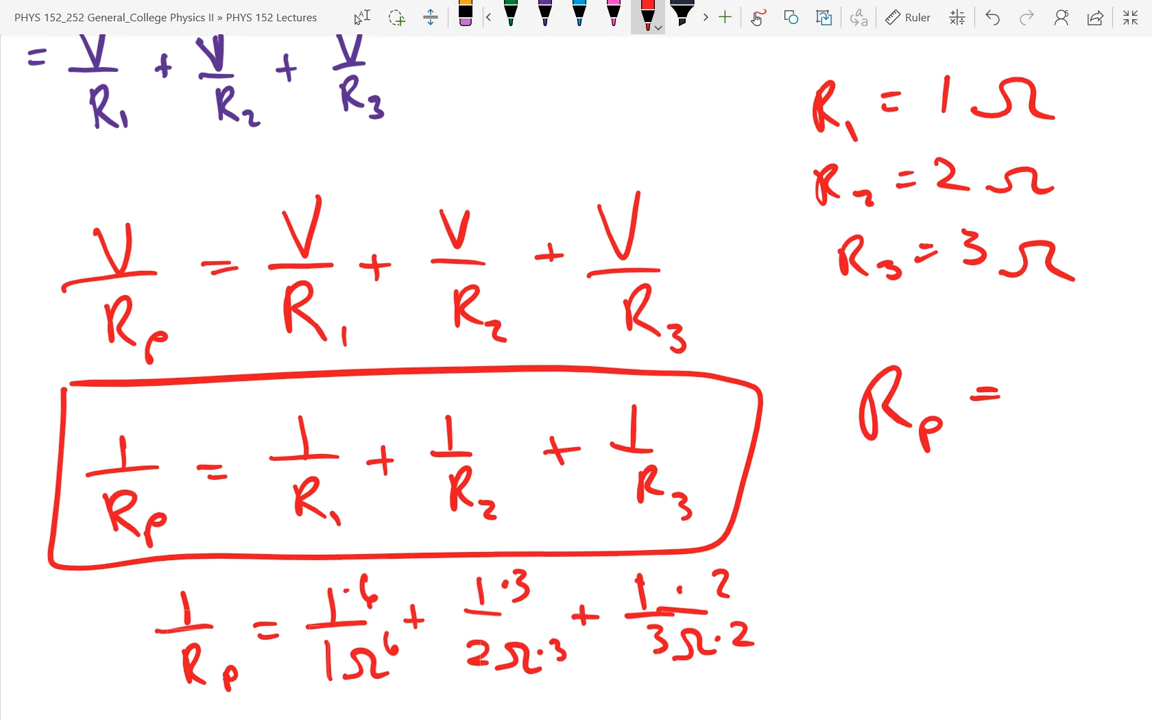 PHYS 152_252 General_College Physics II » PHYS 152 Lectures
Ruler
= V/R₁ + V/R₂ + V/R₃
R₁ = 1 Ω
R₂ = 2 Ω
R₃ = 3 Ω
V/Rₚ = V/R₁ + V/R₂ + V/R₃
Rₚ =
1/Rₚ = 1/R₁ + 1/R₂ + 1/R₃
1/Rₚ = 1·6/1Ω6 + 1·3/2Ω·3 + 1·2/3Ω·2